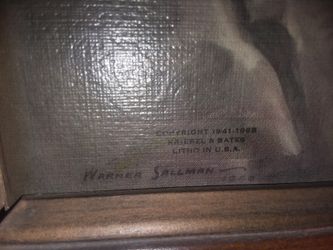 COPYRIGHT 1941-1968
KRIEBEL & BATES
LITHO IN U.S.A.
WARNER SALLMAN